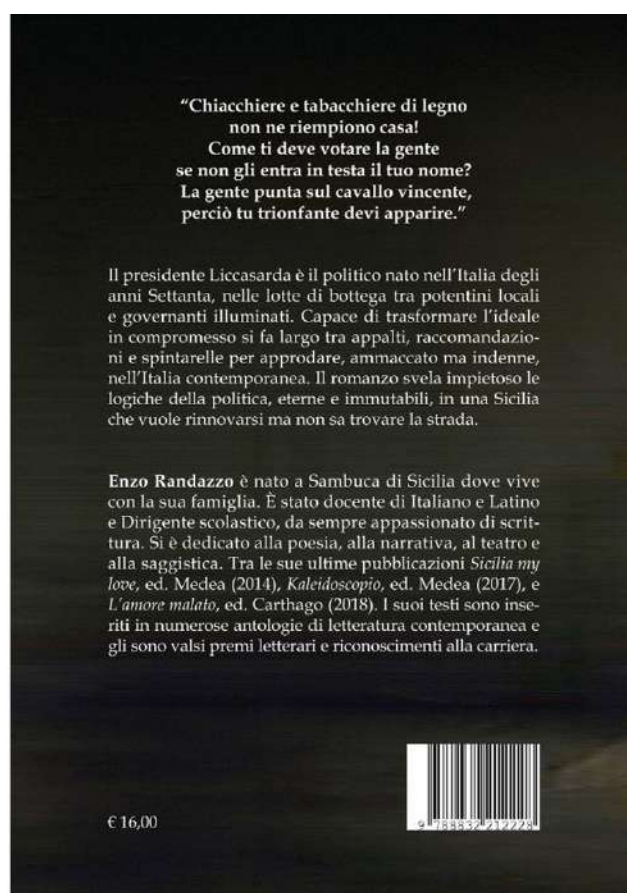 “Chiacchiere e tabacchiere di legno
non ne riempiono casa!
Come ti deve votare la gente
se non gli entra in testa il tuo nome?
La gente punta sul cavallo vincente,
perciò tu trionfante devi apparire.”
Il presidente Liccasarda è il politico nato nell’Italia degli
anni Settanta, nelle lotte di bottega tra potentini locali
e governanti illuminati. Capace di trasformare l’ideale
in compromesso si fa largo tra appalti, raccomandazio-
ni e spintarelle per approdare, ammaccato ma indenne,
nell’Italia contemporanea. Il romanzo svela impietoso le
logiche della politica, eterne e immutabili, in una Sicilia
che vuole rinnovarsi ma non sa trovare la strada.
Enzo Randazzo è nato a Sambuca di Sicilia dove vive
con la sua famiglia. È stato docente di Italiano e Latino
e Dirigente scolastico, da sempre appassionato di scrit-
tura. Si è dedicato alla poesia, alla narrativa, al teatro e
alla saggistica. Tra le sue ultime pubblicazioni Sicilia my
love, ed. Medea (2014), Kaleidoscopio, ed. Medea (2017), e
L’amore malato, ed. Carthago (2018). I suoi testi sono inse-
riti in numerose antologie di letteratura contemporanea e
gli sono valsi premi letterari e riconoscimenti alla carriera.
€ 16,00
9 788832 212228